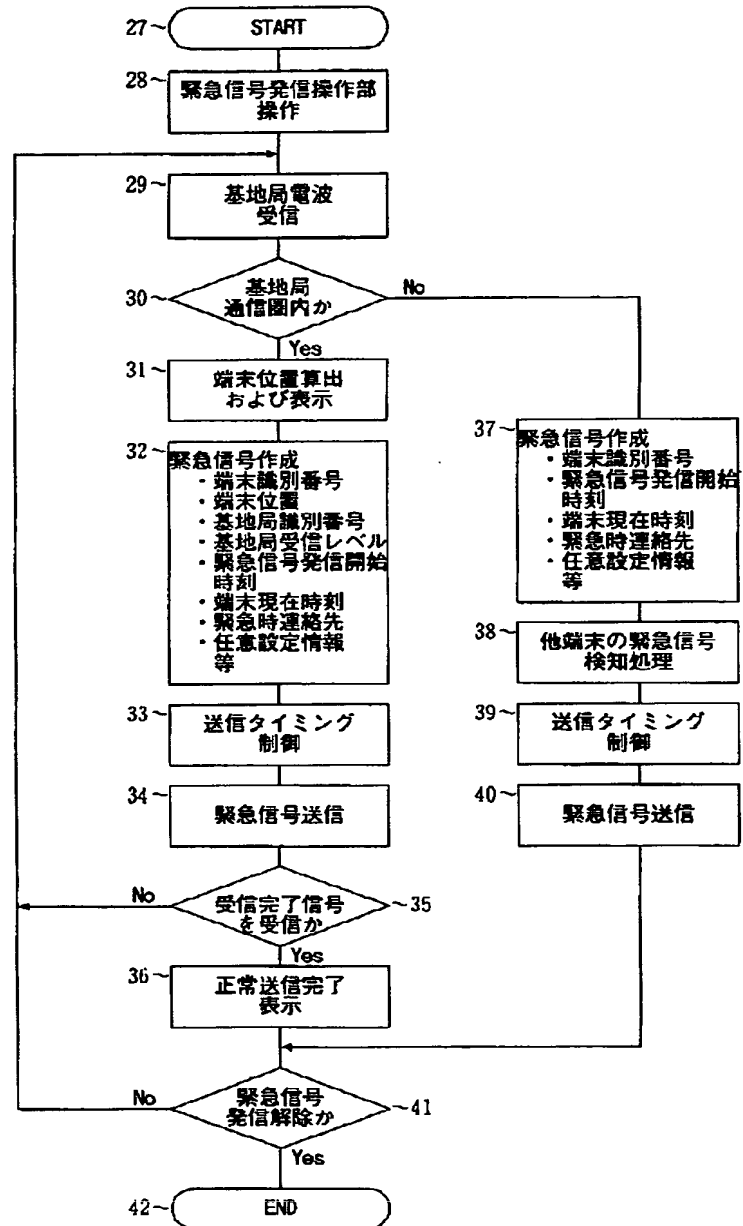 27~
START
28~
緊急信号発信操作部
操作
29~
基地局電波
受信
30~
基地局
通信圏内か
No
Yes
31~
端末位置算出
および表示
32~
緊急信号作成
・端末識別番号
・端末位置
・基地局識別番号
・基地局受信レベル
・緊急信号発信開始
時刻
・端末現在時刻
・緊急時連絡先
・任意設定情報
等
33~
送信タイミング
制御
34~
緊急信号送信
受信完了信号
を受信か
~35
No
Yes
36~
正常送信完了
表示
37~
緊急信号作成
・端末識別番号
・緊急信号発信開始
時刻
・端末現在時刻
・緊急時連絡先
・任意設定情報
等
38~
他端末の緊急信号
検知処理
39~
送信タイミング
制御
40~
緊急信号送信
緊急信号
発信解除か
~41
No
Yes
42~
END